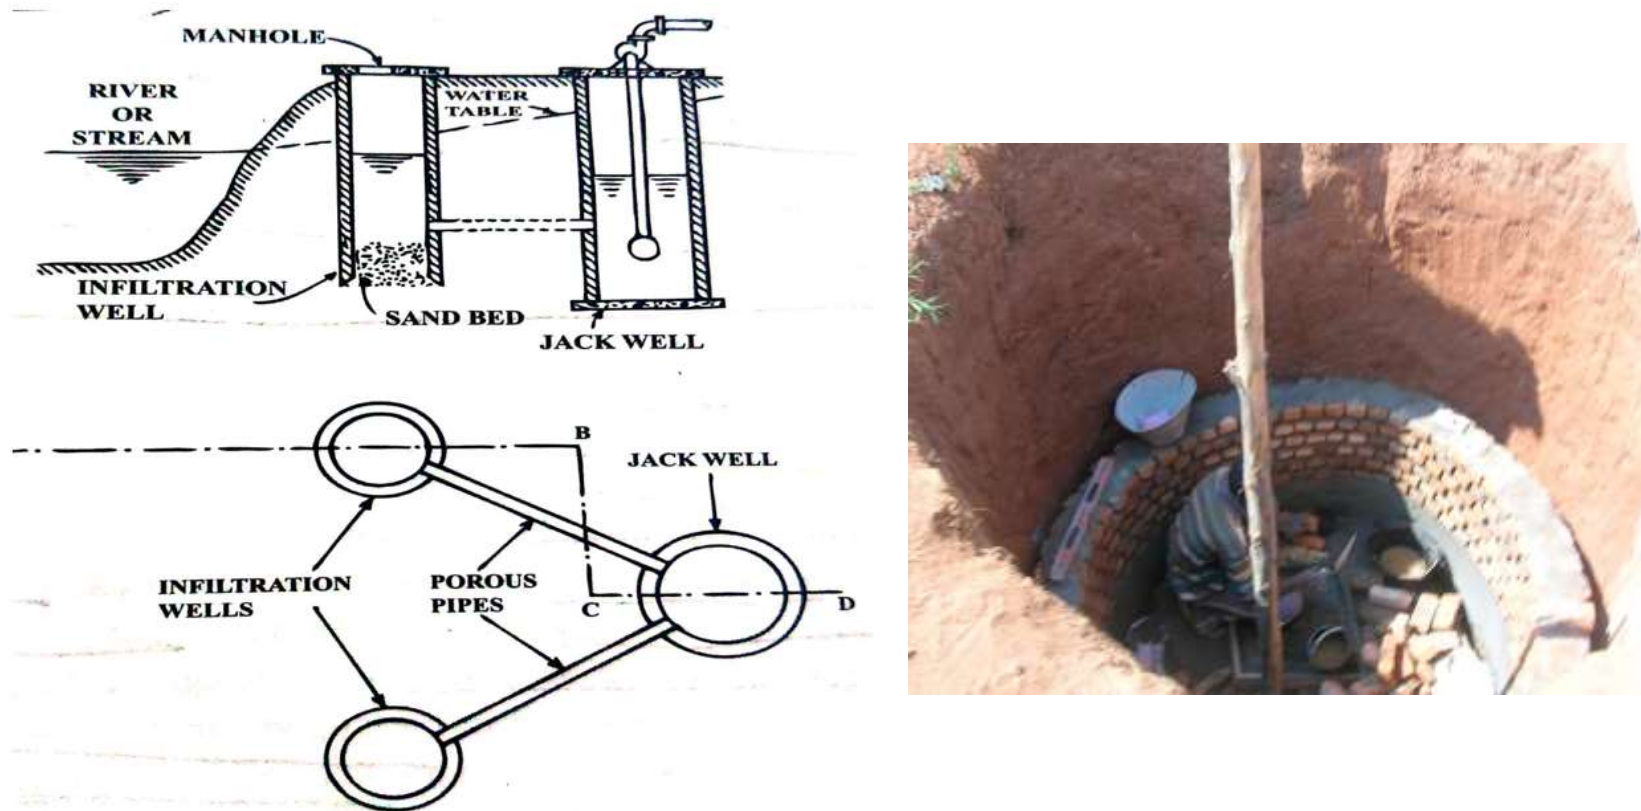 MANHOLE
RIVER
OR
STREAM
WATER
TABLE
INFILTRATION
WELL
SAND BED
JACK WELL
B
JACK WELL
INFILTRATION
WELLS
POROUS
PIPES
C
D